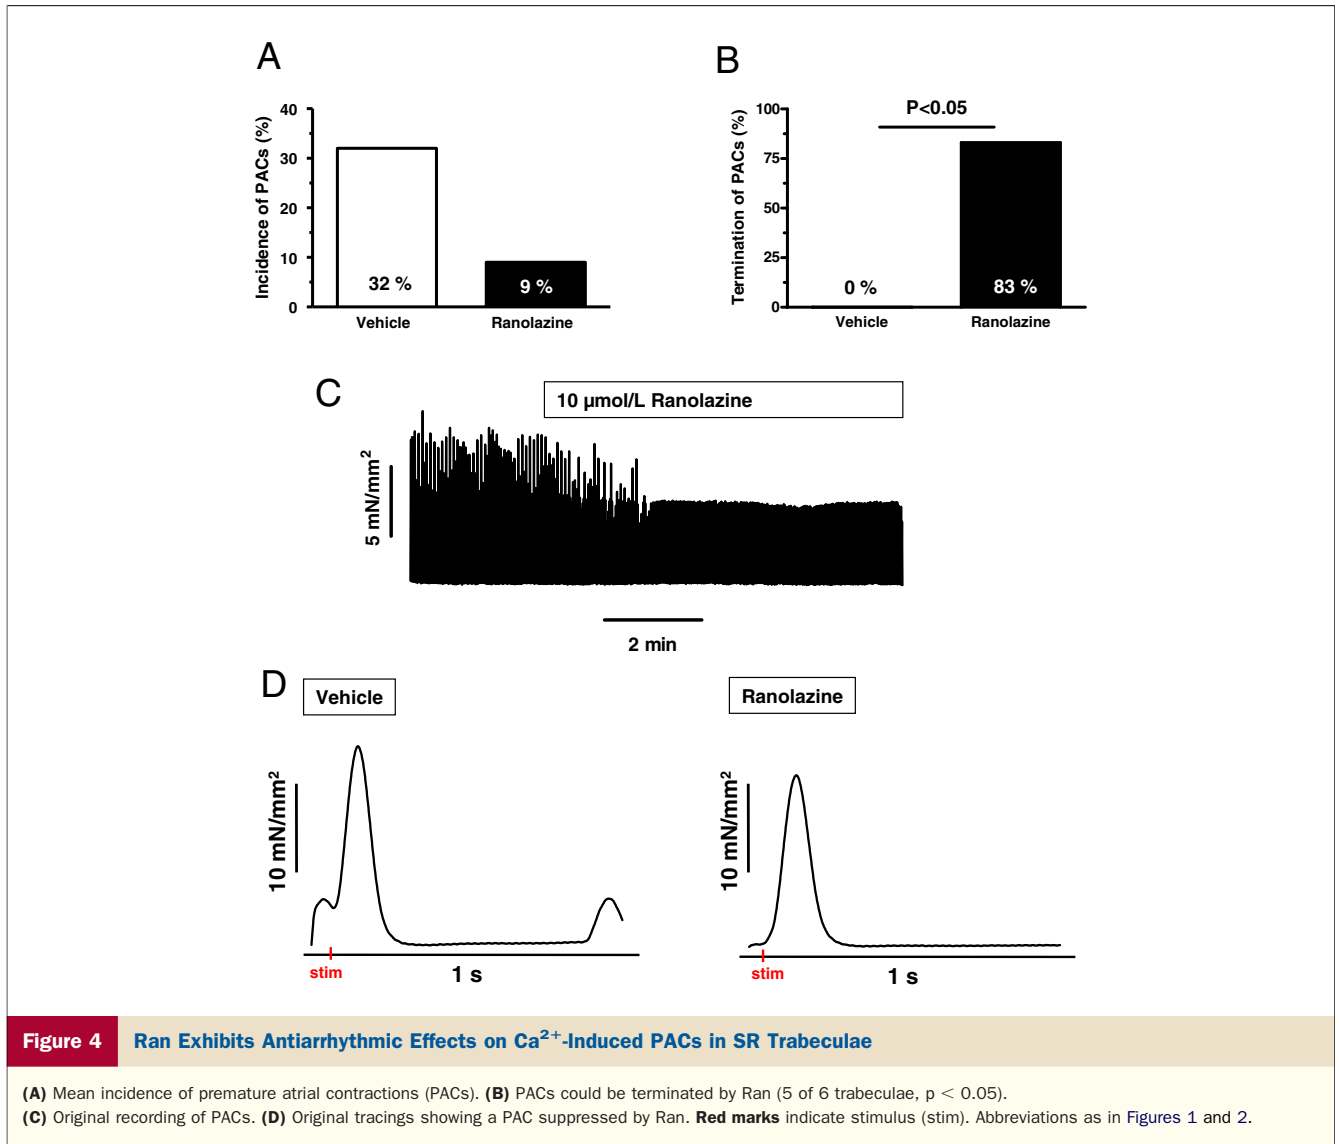 A
Incidence of PACs (%)
40
30
20
10
0
32 %
9 %
Vehicle
Ranolazine
B
Termination of PACs (%)
100
75
50
25
0
P<0.05
0 %
83 %
Vehicle
Ranolazine
C
10 µmol/L Ranolazine
5 mN/mm²
2 min
D
Vehicle
10 mN/mm²
stim
1 s
Ranolazine
10 mN/mm²
stim
1 s
Figure 4
Ran Exhibits Antiarrhythmic Effects on Ca²⁺-Induced PACs in SR Trabeculae
(A) Mean incidence of premature atrial contractions (PACs). (B) PACs could be terminated by Ran (5 of 6 trabeculae, p < 0.05).
(C) Original recording of PACs. (D) Original tracings showing a PAC suppressed by Ran. Red marks indicate stimulus (stim). Abbreviations as in Figures 1 and 2.